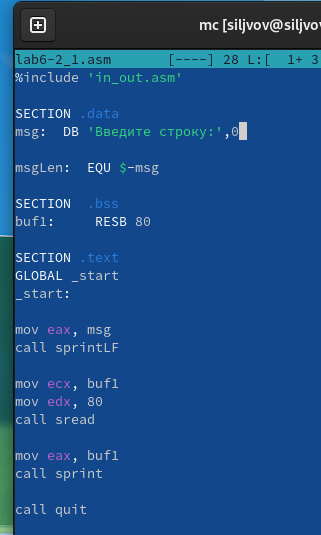 mc [siljvov@siljvov
lab6-2_1.asm [----] 28 L:[ 1+ 3
%include 'in_out.asm'
SECTION .data
msg: DB 'Введите строку:',0
msgLen: EQU $-msg
SECTION .bss
buf1: RESB 80
SECTION .text
GLOBAL _start
_start:
mov eax, msg
call sprintLF
mov ecx, buf1
mov edx, 80
call sread
mov eax, buf1
call sprint
call quit